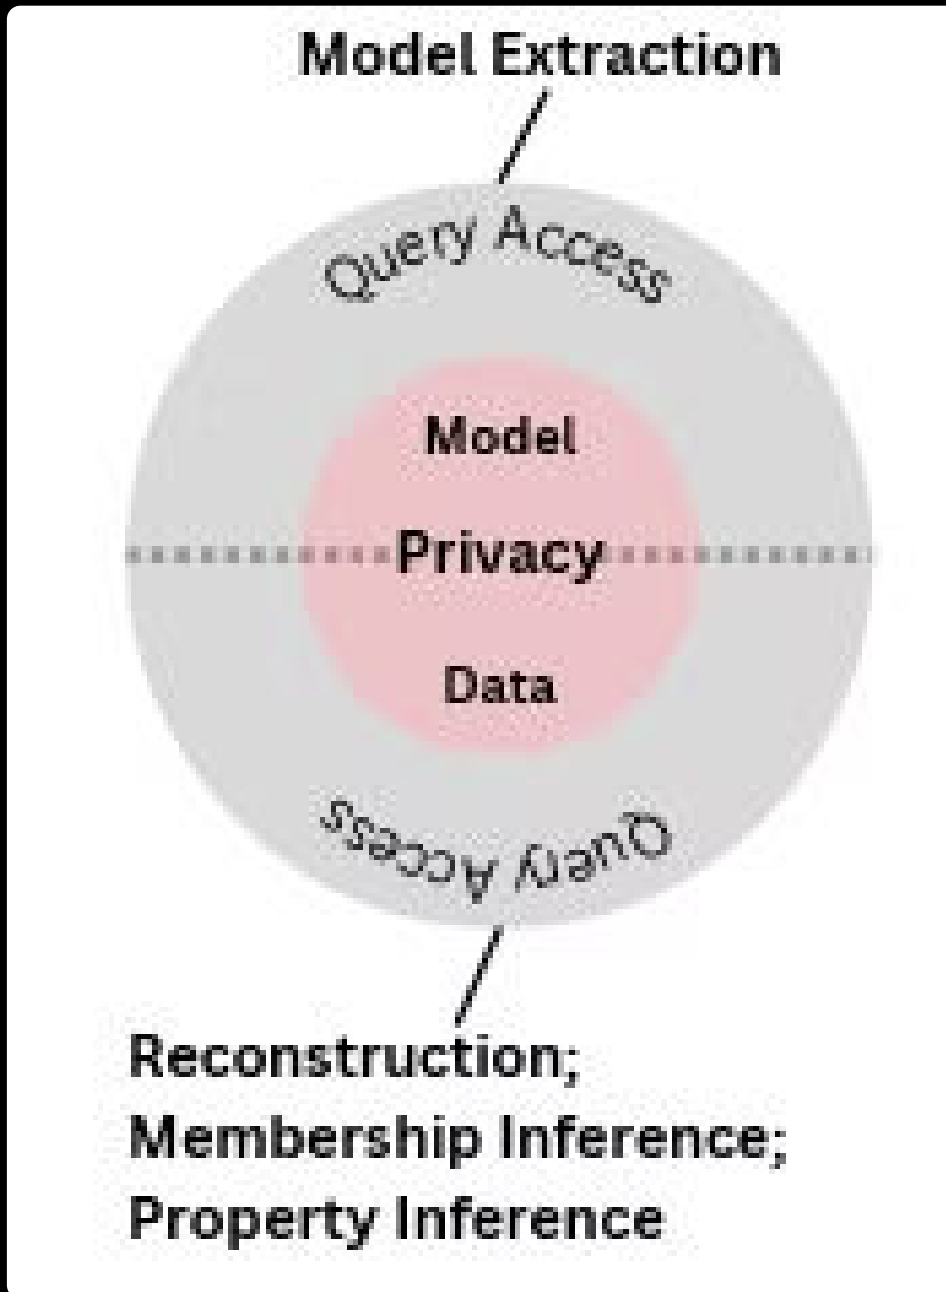 Model Extraction
Query Access
Model
Privacy
Data
Query Access
Reconstruction;
Membership Inference;
Property Inference